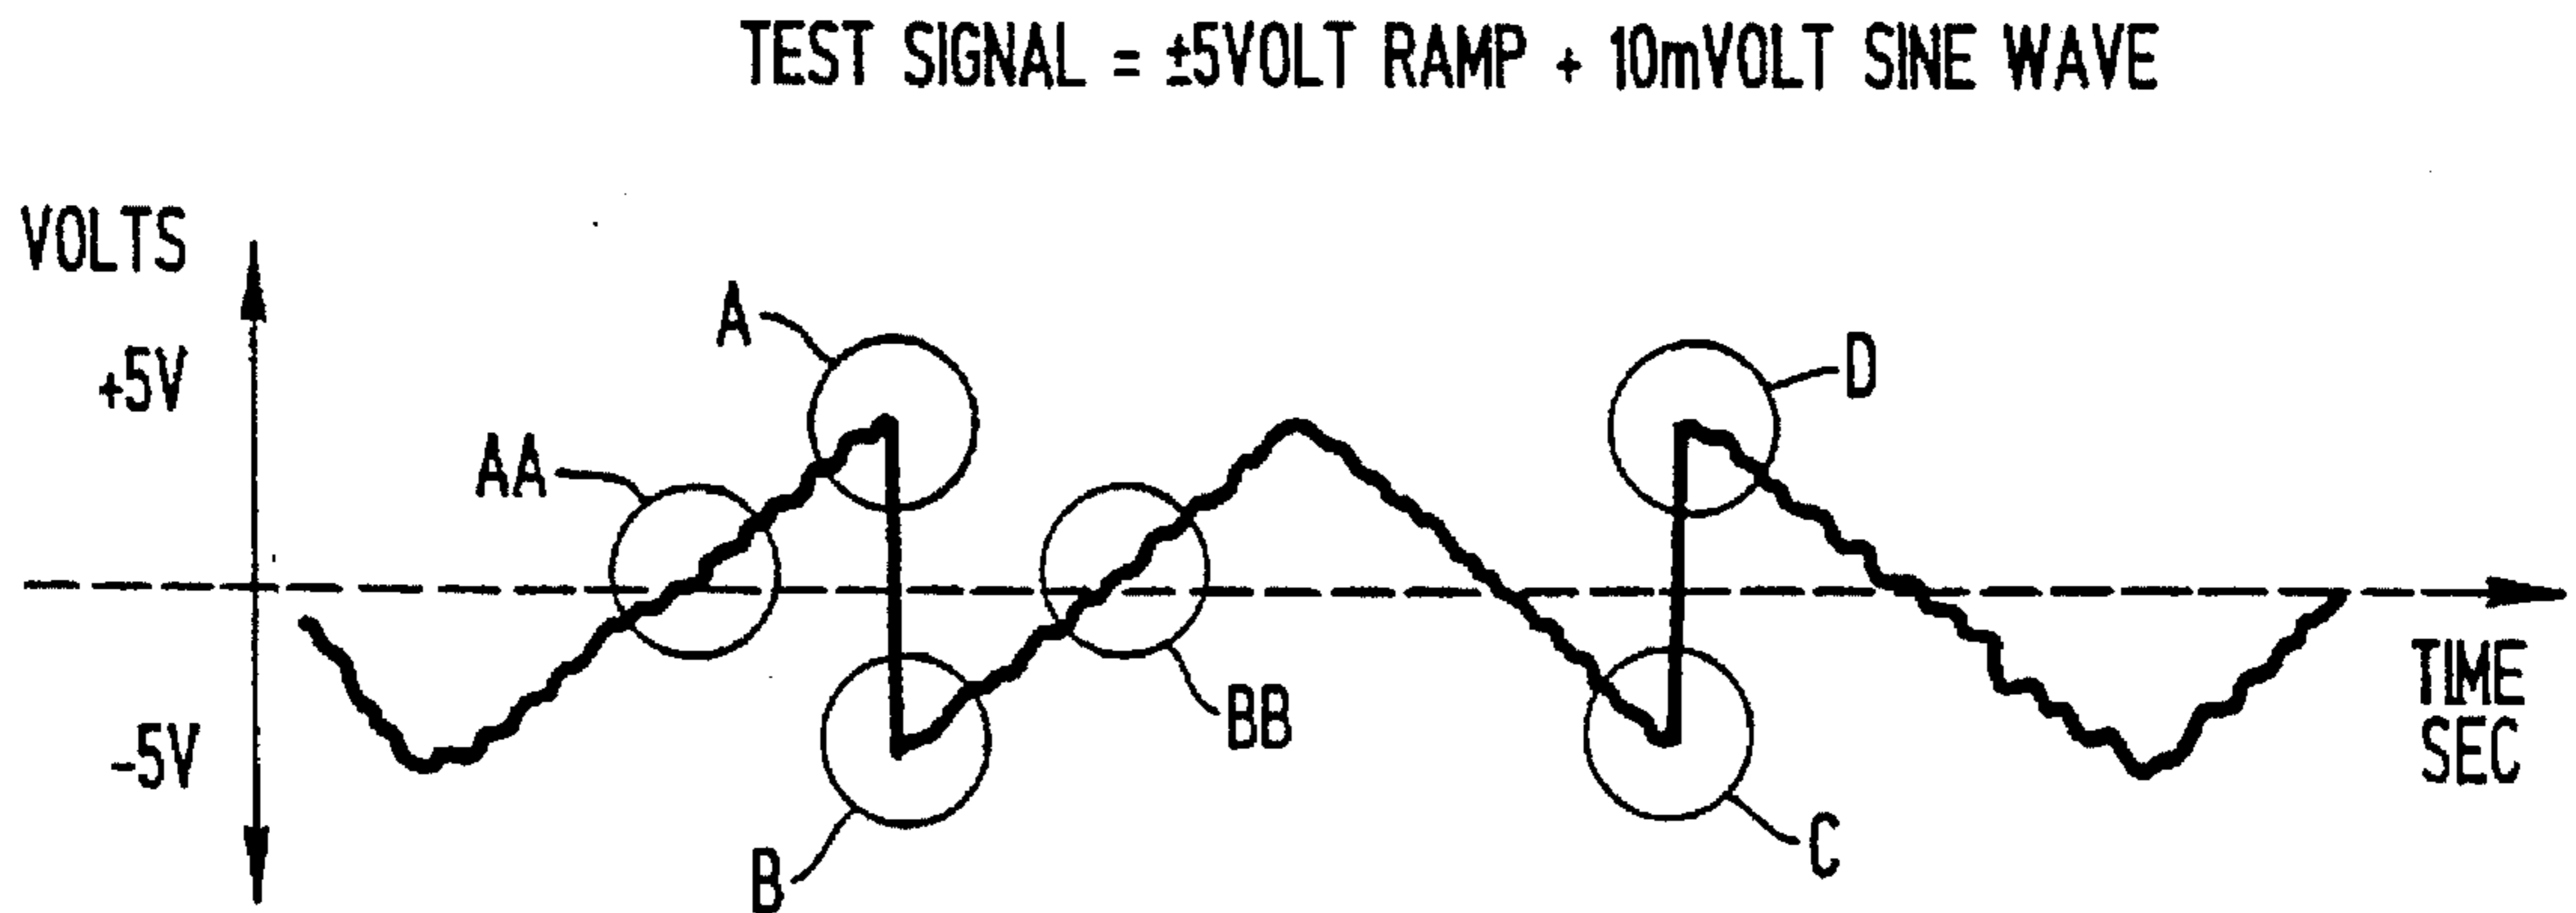 TEST SIGNAL = ±5VOLT RAMP + 10mVOLT SINE WAVE
VOLTS
+5V
-5V
A
AA
B
BB
C
D
TIME
SEC